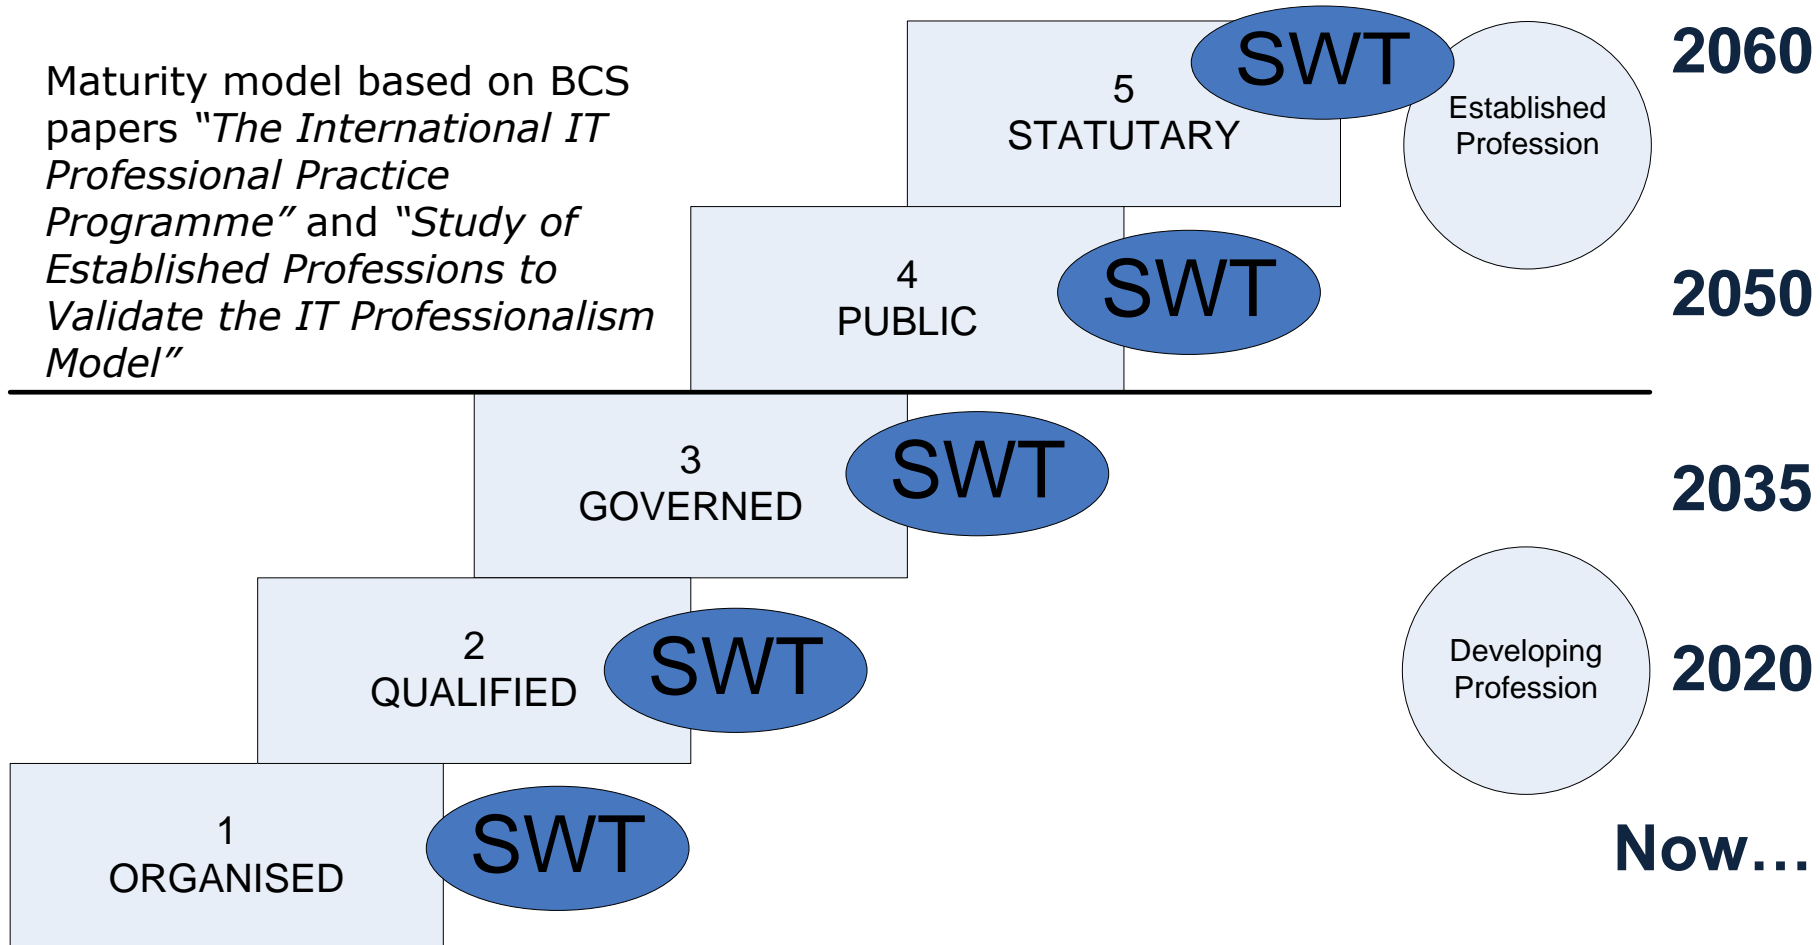 Maturity model based on BCS
papers “The International IT
Professional Practice
Programme” and “Study of
Established Professions to
Validate the IT Professionalism
Model”
5
STATUTARY
SWT
Established
Profession
2060
4
PUBLIC
SWT
2050
3
GOVERNED
SWT
2035
2
QUALIFIED
SWT
Developing
Profession
2020
1
ORGANISED
SWT
Now…